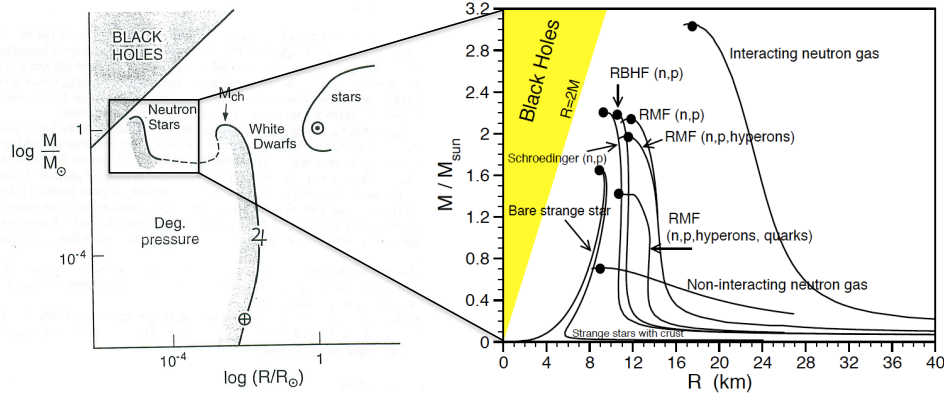 BLACK
HOLES
M_ch
Neutron
Stars
stars
White
Dwarfs
1
log M/M☉
Deg.
pressure
10⁻⁴
10⁻⁴
1
log (R/R☉)
3.2
2.8
2.4
2
1.6
1.2
0.8
0.4
0
M / M_sun
Black Holes
R=2M
Interacting neutron gas
RBHF (n,p)
RMF (n,p)
RMF (n,p,hyperons)
Schroedinger (n,p)
Bare strange star
RMF
(n,p,hyperons, quarks)
Non-interacting neutron gas
Strange stars with crust
0 4 8 12 16 20 24 28 32 36 40
R (km)